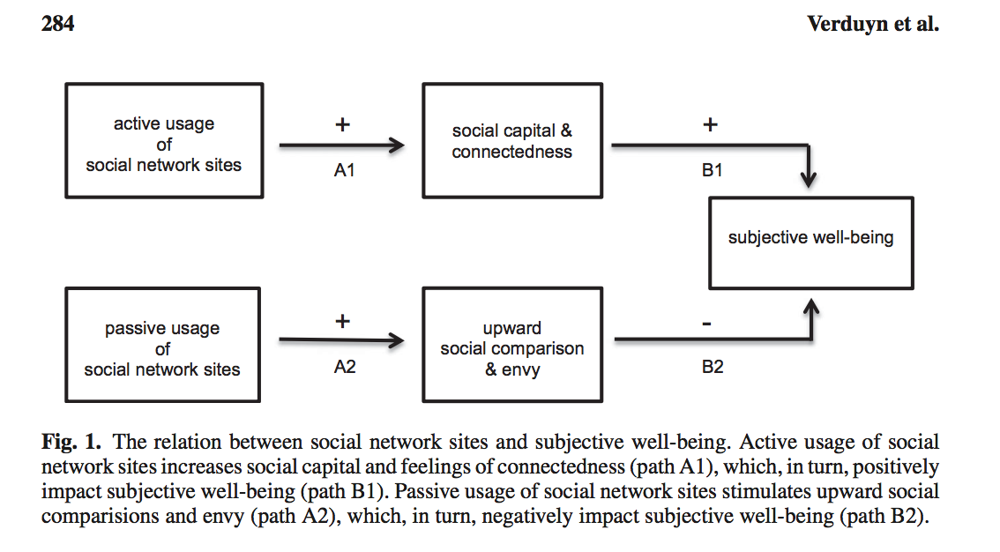 284
Verduyn et al.
active usage
of
social network sites
+
A1
social capital &
connectedness
+
B1
subjective well-being
passive usage
of
social network sites
+
A2
upward
social comparison
& envy
-
B2
Fig. 1. The relation between social network sites and subjective well-being. Active usage of social
network sites increases social capital and feelings of connectedness (path A1), which, in turn, positively
impact subjective well-being (path B1). Passive usage of social network sites stimulates upward social
comparisions and envy (path A2), which, in turn, negatively impact subjective well-being (path B2).